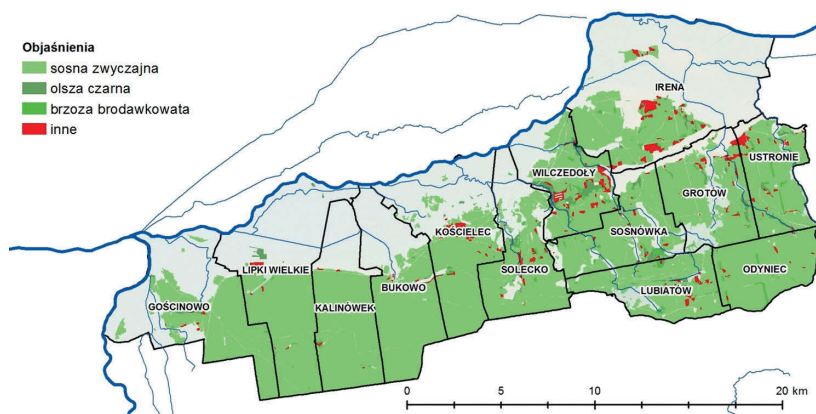 Objaśnienia
sosna zwyczajna
olsza czarna
brzoza brodawkowata
inne
IRENA
USTRONIE
WILCZEDOŁY
GROTÓW
KOŚCIELEC
SOSNÓWKA
LIPKI WIELKIE
SOLECKO
ODYNIEC
BUKOWO
LUBIATÓW
GOŚCINOWO
KALINÓWEK
0 5 10 20 km